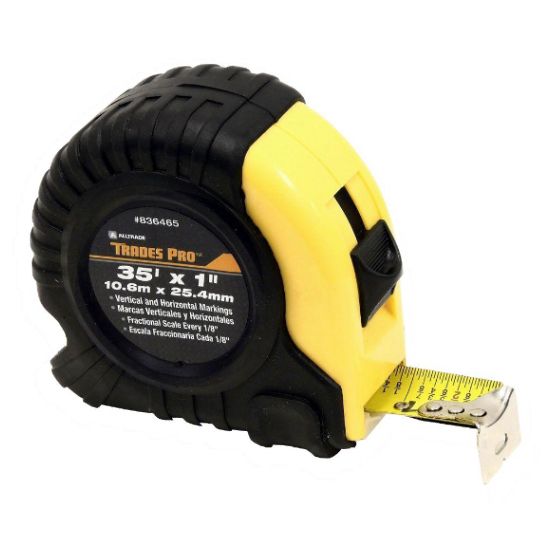 #836465
ALLTRADE
TRADES PRO™
35' X 1"
10.6m x 25.4mm
• Vertical and Horizontal Markings
• Marcas Verticales y Horizontales
• Fractional Scale Every 1/8"
• Escala Fraccionaria Cada 1/8"